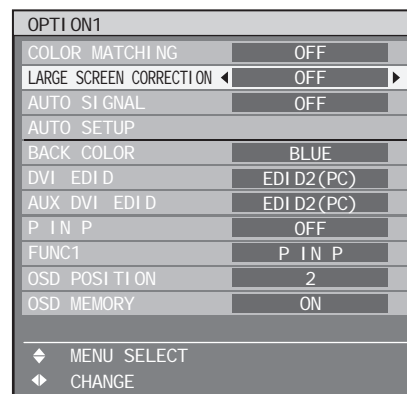 OPTION1
COLOR MATCHING OFF
LARGE SCREEN CORRECTION OFF
AUTO SIGNAL OFF
AUTO SETUP
BACK COLOR BLUE
DVI EDID EDID2(PC)
AUX DVI EDID EDID2(PC)
P IN P OFF
FUNC1 P IN P
OSD POSITION 2
OSD MEMORY ON
MENU SELECT
CHANGE